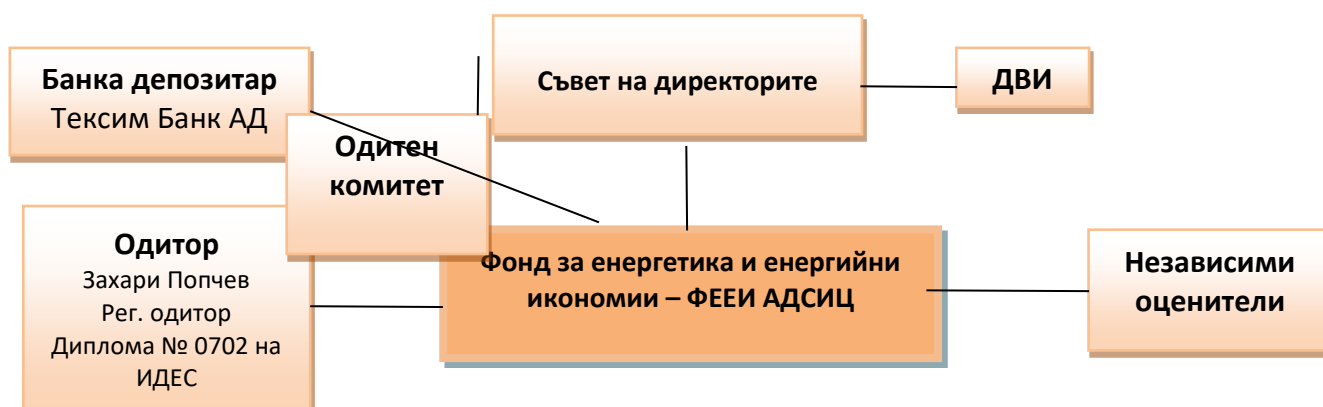 Банка депозитар
Тексим Банк АД
Съвет на директорите
ДВИ
Одитен
комитет
Одитор
Захари Попчев
Рег. одитор
Диплома № 0702 на
ИДЕС
Фонд за енергетика и енергийни
икономии – ФЕЕИ АДСИЦ
Независими
оценители